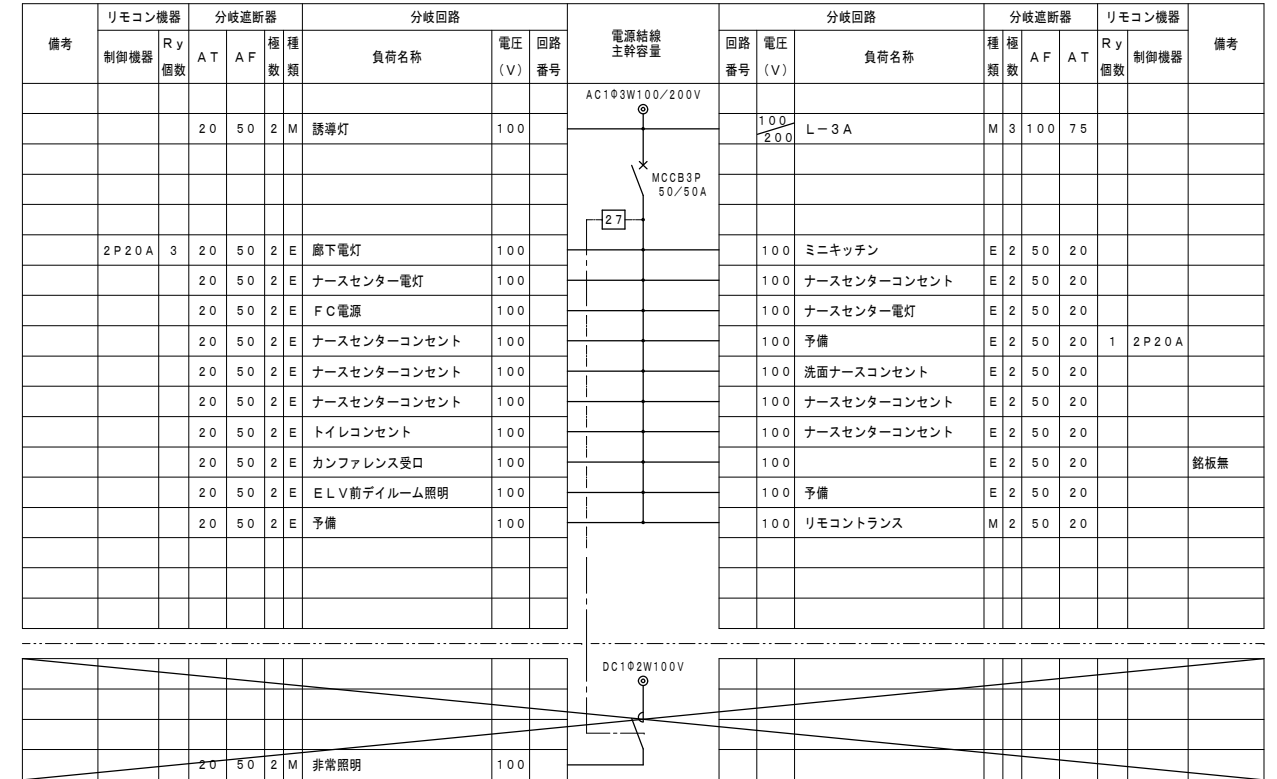 備考 リモコン機器 分岐遮断器 分岐回路 電源結線 主幹容量 分岐回路 分岐遮断器 リモコン機器 備考
制御機器 Ry個数 AT AF 極数 種類 負荷名称 電圧(V) 回路番号 回路番号 電圧(V) 負荷名称 種類 極数 AF AT Ry個数 制御機器
AC1Φ3W100/200V
20 50 2 M 誘導灯 100 100/200 L-3A M 3 100 75
MCCB3P
50/50A
27
2P20A 3 20 50 2 E 廊下電灯 100 100 ミニキッチン E 2 50 20
20 50 2 E ナースセンター電灯 100 100 ナースセンターコンセント E 2 50 20
20 50 2 E FC電源 100 100 ナースセンター電灯 E 2 50 20
20 50 2 E ナースセンターコンセント 100 100 予備 E 2 50 20 1 2P20A
20 50 2 E ナースセンターコンセント 100 100 洗面ナースコンセント E 2 50 20
20 50 2 E ナースセンターコンセント 100 100 ナースセンターコンセント E 2 50 20
20 50 2 E トイレコンセント 100 100 ナースセンターコンセント E 2 50 20
20 50 2 E カンファレンス受口 100 100 E 2 50 20 銘板無
20 50 2 E ELV前デイルーム照明 100 100 予備 E 2 50 20
20 50 2 E 予備 100 100 リモコントランス M 2 50 20
DC1Φ2W100V
20 50 2 M 非常照明 100